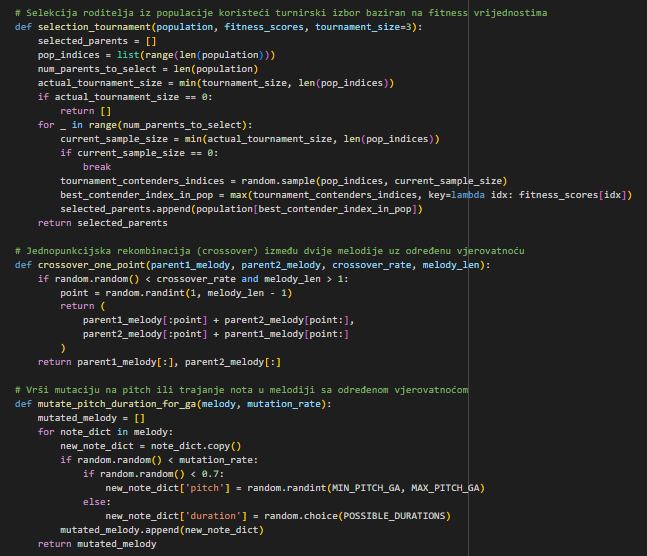 # Selekcija roditelja iz populacije koristeći turnirski izbor baziran na fitness vrijednostima
def selection_tournament(population, fitness_scores, tournament_size=3):
    selected_parents = []
    pop_indices = list(range(len(population)))
    num_parents_to_select = len(population)
    actual_tournament_size = min(tournament_size, len(pop_indices))
    if actual_tournament_size == 0:
        return []
    for _ in range(num_parents_to_select):
        current_sample_size = min(actual_tournament_size, len(pop_indices))
        if current_sample_size == 0:
            break
        tournament_contenders_indices = random.sample(pop_indices, current_sample_size)
        best_contender_index_in_pop = max(tournament_contenders_indices, key=lambda idx: fitness_scores[idx])
        selected_parents.append(population[best_contender_index_in_pop])
    return selected_parents

# Jednopunkcijska rekombinacija (crossover) između dvije melodije uz određenu vjerovatnoću
def crossover_one_point(parent1_melody, parent2_melody, crossover_rate, melody_len):
    if random.random() < crossover_rate and melody_len > 1:
        point = random.randint(1, melody_len - 1)
        return (
            parent1_melody[:point] + parent2_melody[point:],
            parent2_melody[:point] + parent1_melody[point:]
        )
    return parent1_melody[:], parent2_melody[:]

# Vrši mutaciju na pitch ili trajanje nota u melodiji sa određenom vjerovatnoćom
def mutate_pitch_duration_for_ga(melody, mutation_rate):
    mutated_melody = []
    for note_dict in melody:
        new_note_dict = note_dict.copy()
        if random.random() < mutation_rate:
            if random.random() < 0.7:
                new_note_dict['pitch'] = random.randint(MIN_PITCH_GA, MAX_PITCH_GA)
            else:
                new_note_dict['duration'] = random.choice(POSSIBLE_DURATIONS)
        mutated_melody.append(new_note_dict)
    return mutated_melody